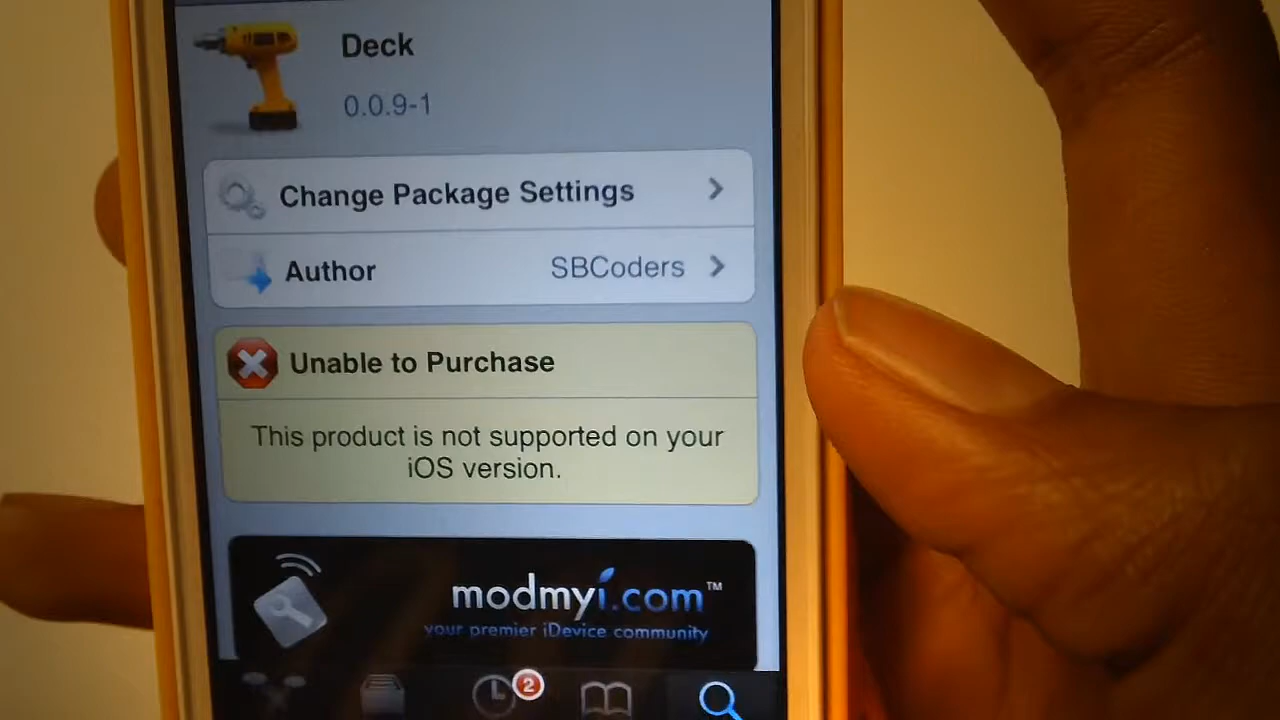 Deck
0.0.9-1
Change Package Settings
Author SBCoders
Unable to Purchase
This product is not supported on your
iOS version.
modmyi.com™
your premier iDevice community
2